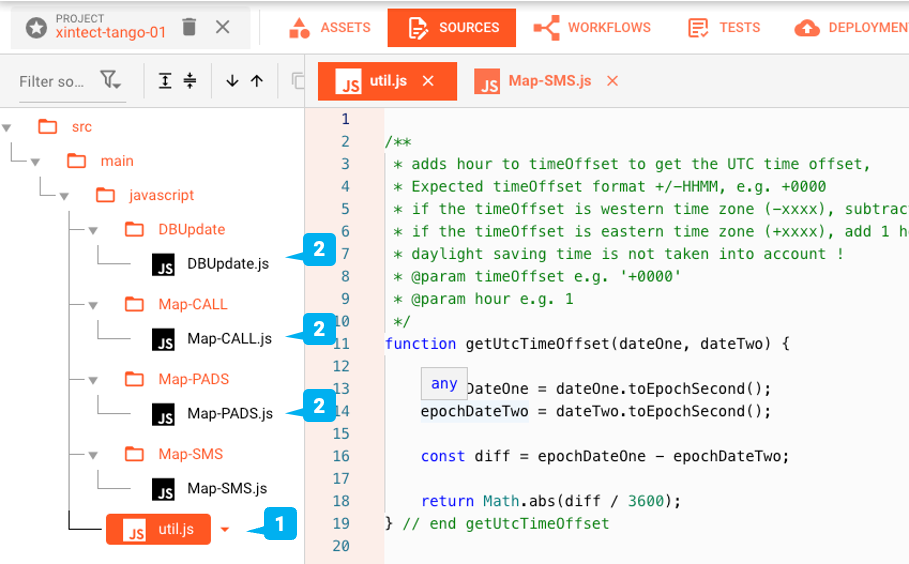 PROJECT
xintect-tango-01
ASSETS
SOURCES
WORKFLOWS
TESTS
DEPLOYMEN
Filter so...
JS util.js
JS Map-SMS.js
src
main
javascript
DBUpdate
JS DBUpdate.js
2
Map-CALL
JS Map-CALL.js
2
Map-PADS
JS Map-PADS.js
2
Map-SMS
JS Map-SMS.js
JS util.js
1
1
2 /**
3 * adds hour to timeOffset to get the UTC time offset,
4 * Expected timeOffset format +/-HHMM, e.g. +0000
5 * if the timeOffset is western time zone (-xxxx), subtrac
6 * if the timeOffset is eastern time zone (+xxxx), add 1 h
7 * daylight saving time is not taken into account !
8 * @param timeOffset e.g. '+0000'
9 * @param hour e.g. 1
10 */
11 function getUtcTimeOffset(dateOne, dateTwo) {
12
any
13 DateOne = dateOne.toEpochSecond();
14 epochDateTwo = dateTwo.toEpochSecond();
15
16 const diff = epochDateOne - epochDateTwo;
17
18 return Math.abs(diff / 3600);
19 } // end getUtcTimeOffset
20